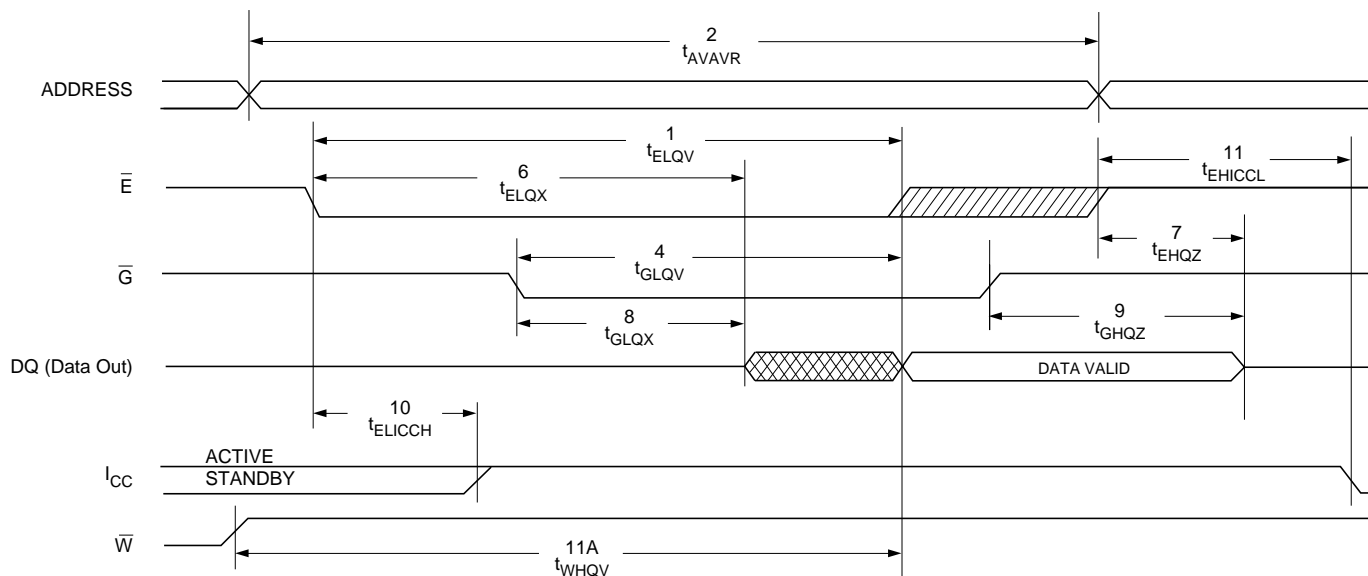 2
tAVAVR
ADDRESS
1
tELQV
E
6
tELQX
11
tEHICCL
7
tEHQZ
G
4
tGLQV
8
tGLQX
9
tGHQZ
DQ (Data Out)
DATA VALID
10
tELICCH
ICC
ACTIVE
STANDBY
W
11A
tWHQV